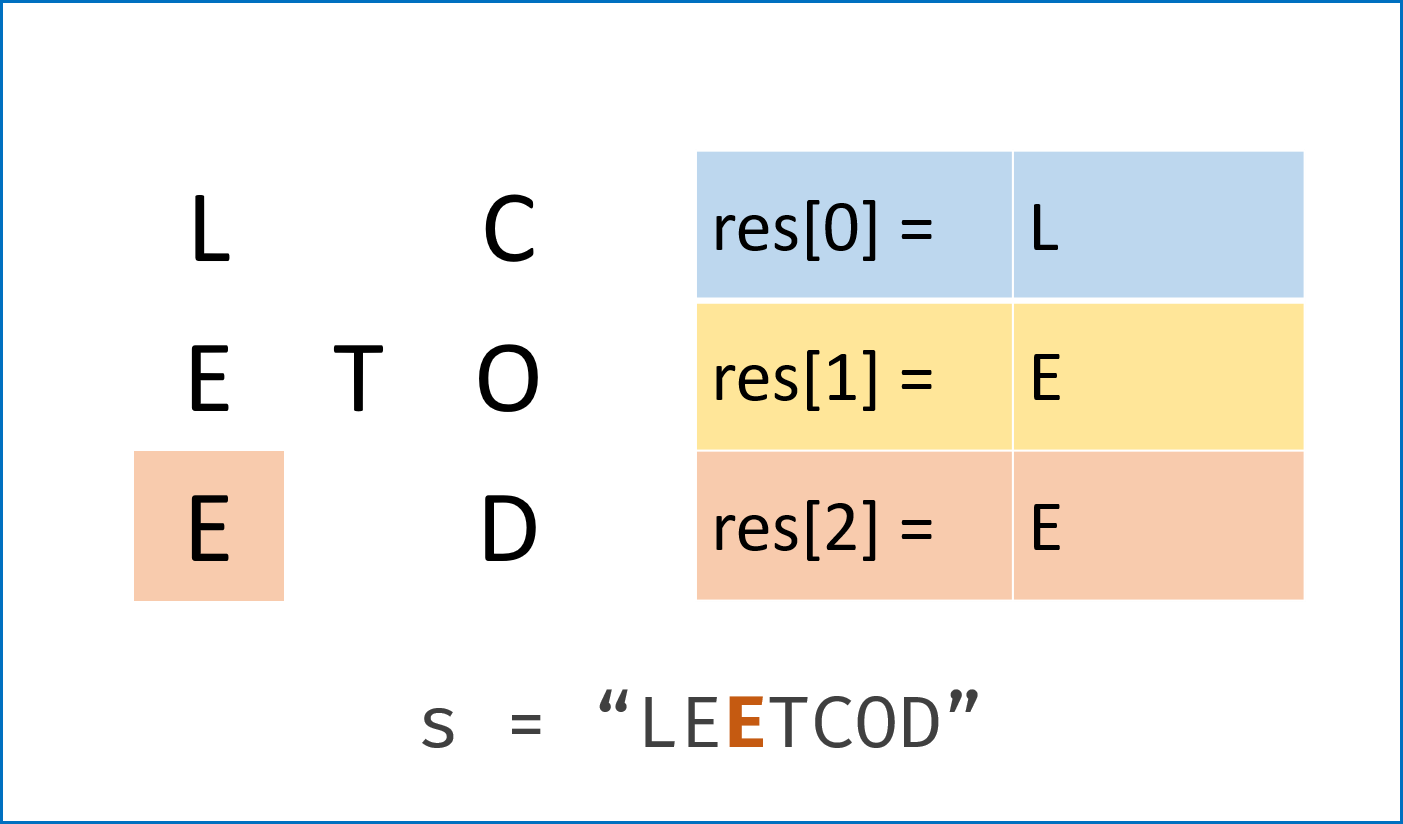 L C res[0] = L
E T O res[1] = E
E D res[2] = E
s = “LEETCOD”